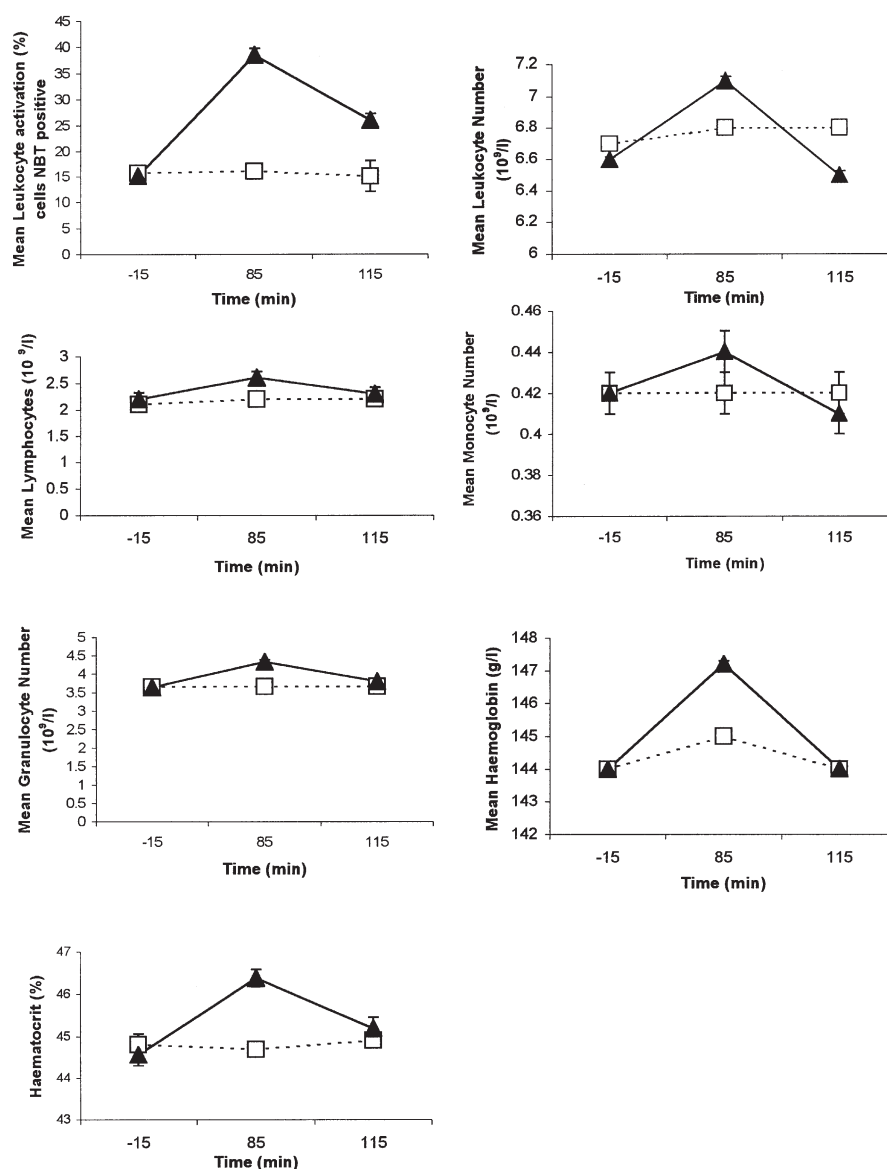 Mean Leukocyte activation (%)
cells NBT positive
45
40
35
30
25
20
15
10
5
0
-15 85 115
Time (min)
Mean Leukocyte Number
(10⁹/l)
7.2
7
6.8
6.6
6.4
6.2
6
-15 85 115
Time (min)
Mean Lymphocytes (10 ⁹/l)
3
2.5
2
1.5
1
0.5
0
-15 85 115
Time (min)
Mean Monocyte Number
(10⁹/l)
0.46
0.44
0.42
0.4
0.38
0.36
-15 85 115
Time (min)
Mean Granulocyte Number
(10⁹/l)
5
4.5
4
3.5
3
2.5
2
1.5
1
0.5
0
-15 85 115
Time (min)
Mean Haemoglobin (g/l)
148
147
146
145
144
143
142
-15 85 115
Time (min)
Haematocrit (%)
47
46
45
44
43
-15 85 115
Time (min)